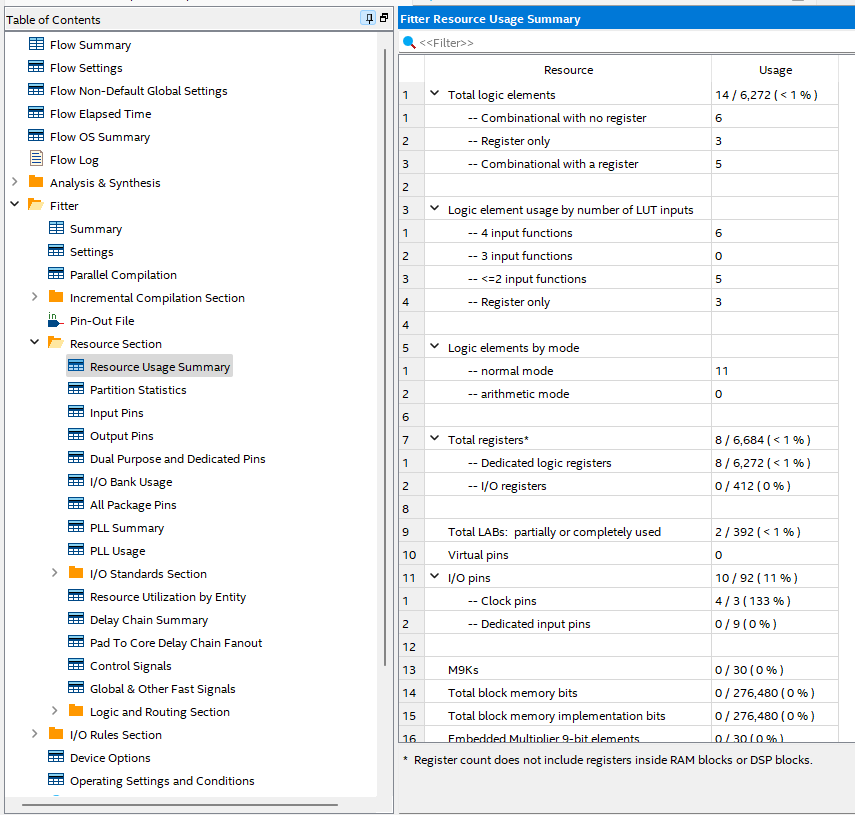 Table of Contents
Flow Summary
Flow Settings
Flow Non-Default Global Settings
Flow Elapsed Time
Flow OS Summary
Flow Log
Analysis & Synthesis
Fitter
Summary
Settings
Parallel Compilation
Incremental Compilation Section
in
Pin-Out File
Resource Section
Resource Usage Summary
Partition Statistics
Input Pins
Output Pins
Dual Purpose and Dedicated Pins
I/O Bank Usage
All Package Pins
PLL Summary
PLL Usage
I/O Standards Section
Resource Utilization by Entity
Delay Chain Summary
Pad To Core Delay Chain Fanout
Control Signals
Global & Other Fast Signals
Logic and Routing Section
I/O Rules Section
Device Options
Operating Settings and Conditions
Fitter Resource Usage Summary
<<Filter>>
Resource Usage
1 Total logic elements 14 / 6,272 ( < 1 % )
1 -- Combinational with no register 6
2 -- Register only 3
3 -- Combinational with a register 5
2
3 Logic element usage by number of LUT inputs
1 -- 4 input functions 6
2 -- 3 input functions 0
3 -- <=2 input functions 5
4 -- Register only 3
4
5 Logic elements by mode
1 -- normal mode 11
2 -- arithmetic mode 0
6
7 Total registers* 8 / 6,684 ( < 1 % )
1 -- Dedicated logic registers 8 / 6,272 ( < 1 % )
2 -- I/O registers 0 / 412 ( 0 % )
8
9 Total LABs:  partially or completely used 2 / 392 ( < 1 % )
10 Virtual pins 0
11 I/O pins 10 / 92 ( 11 % )
1 -- Clock pins 4 / 3 ( 133 % )
2 -- Dedicated input pins 0 / 9 ( 0 % )
12
13 M9Ks 0 / 30 ( 0 % )
14 Total block memory bits 0 / 276,480 ( 0 % )
15 Total block memory implementation bits 0 / 276,480 ( 0 % )
16 Embedded Multiplier 9-bit elements 0 / 30 ( 0 % )
* Register count does not include registers inside RAM blocks or DSP blocks.